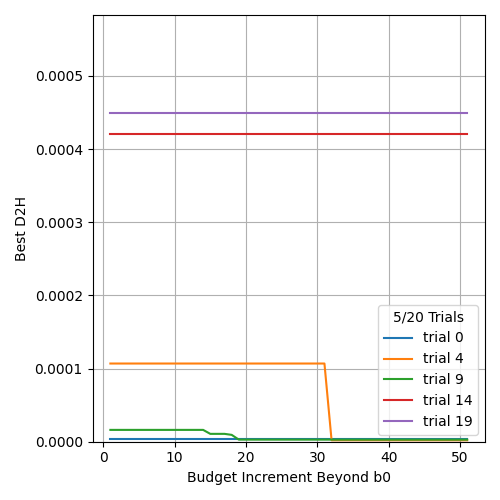 0.0005
0.0004
0.0003
0.0002
0.0001
0.0000
Best D2H
0 10 20 30 40 50
Budget Increment Beyond b0
5/20 Trials
trial 0
trial 4
trial 9
trial 14
trial 19